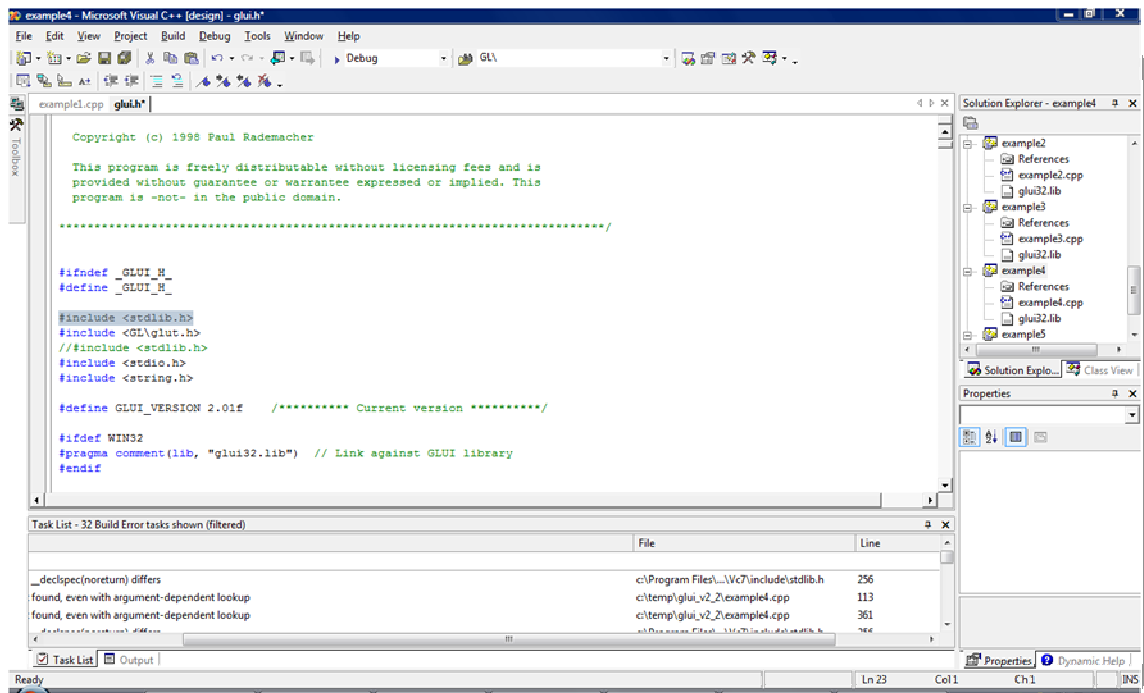 example4 - Microsoft Visual C++ [design] - glui.h*
File Edit View Project Build Debug Tools Window Help
Debug GL\
example1.cpp glui.h*
Toolbox
Copyright (c) 1998 Paul Rademacher
This program is freely distributable without licensing fees and is
provided without guarantee or warrantee expressed or implied. This
program is -not- in the public domain.
*****************************************************************************/
#ifndef _GLUI_H_
#define _GLUI_H_
#include <stdlib.h>
#include <GL\glut.h>
//#include <stdlib.h>
#include <stdio.h>
#include <string.h>
#define GLUI_VERSION 2.01f /********** Current version **********/
#ifdef WIN32
#pragma comment(lib, "glui32.lib") // Link against GLUI library
#endif
Solution Explorer - example4
example2
References
example2.cpp
glui32.lib
example3
References
example3.cpp
glui32.lib
example4
References
example4.cpp
glui32.lib
example5
Solution Explo... Class View
Properties
Task List - 32 Build Error tasks shown (filtered)
File Line
__declspec(noreturn) differs c:\Program Files\...\Vc7\include\stdlib.h 256
found, even with argument-dependent lookup c:\temp\glui_v2_2\example4.cpp 113
found, even with argument-dependent lookup c:\temp\glui_v2_2\example4.cpp 361
Task List Output
Properties Dynamic Help
Ready Ln 23 Col 1 Ch 1 INS